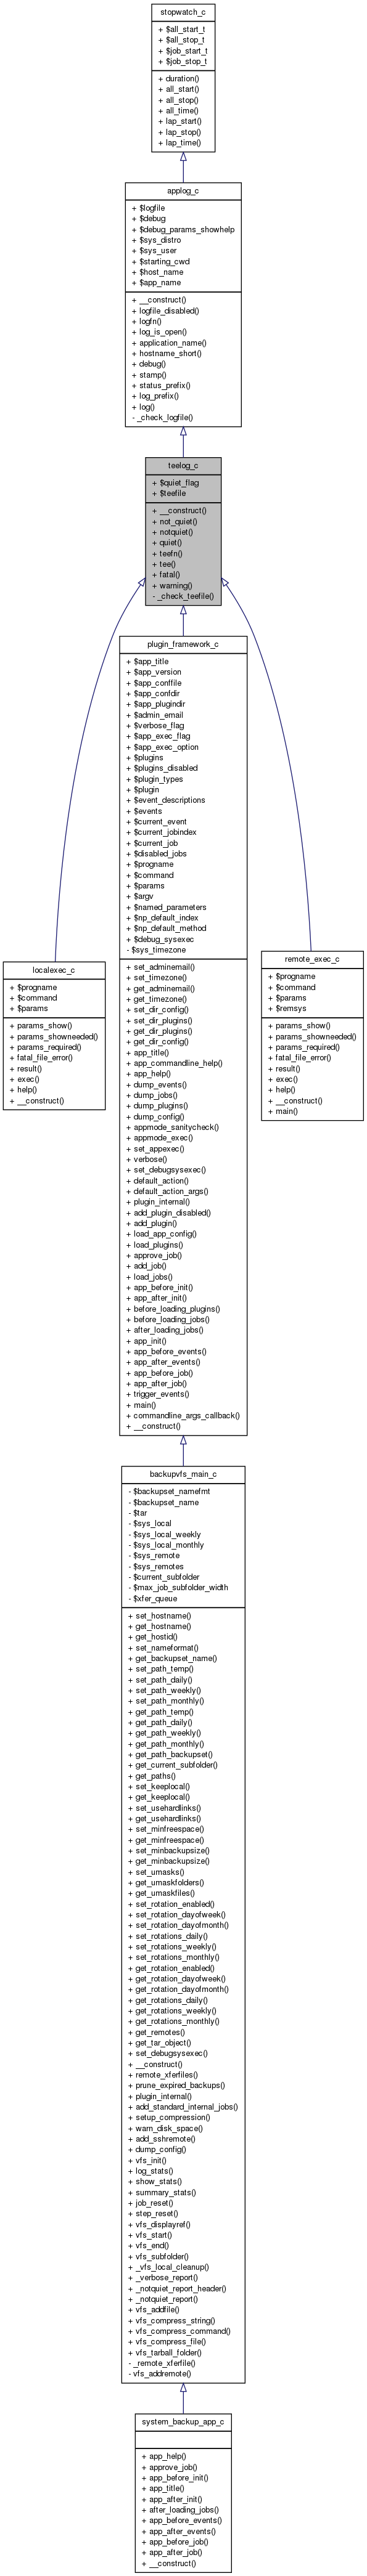 stopwatch_c
+ $all_start_t
+ $all_stop_t
+ $job_start_t
+ $job_stop_t
+ duration()
+ all_start()
+ all_stop()
+ all_time()
+ lap_start()
+ lap_stop()
+ lap_time()
applog_c
+ $logfile
+ $debug
+ $debug_params_showhelp
+ $sys_distro
+ $sys_user
+ $starting_cwd
+ $host_name
+ $app_name
+ __construct()
+ logfile_disabled()
+ logfn()
+ log_is_open()
+ application_name()
+ hostname_short()
+ debug()
+ stamp()
+ status_prefix()
+ log_prefix()
+ log()
- _check_logfile()
teelog_c
+ $quiet_flag
+ $teefile
+ __construct()
+ not_quiet()
+ notquiet()
+ quiet()
+ teefn()
+ tee()
+ fatal()
+ warning()
- _check_teefile()
plugin_framework_c
+ $app_title
+ $app_version
+ $app_conffile
+ $app_confdir
+ $app_plugindir
+ $admin_email
+ $verbose_flag
+ $app_exec_flag
+ $app_exec_option
+ $plugins
+ $plugins_disabled
+ $plugin_types
+ $plugin
+ $event_descriptions
+ $events
+ $current_event
+ $current_jobindex
+ $current_job
+ $disabled_jobs
+ $progname
+ $command
+ $params
+ $argv
+ $named_parameters
+ $np_default_index
+ $np_default_method
+ $debug_sysexec
- $sys_timezone
+ set_adminemail()
+ set_timezone()
+ get_adminemail()
+ get_timezone()
+ set_dir_config()
+ set_dir_plugins()
+ get_dir_plugins()
+ get_dir_config()
+ app_title()
+ app_commandline_help()
+ app_help()
+ dump_events()
+ dump_jobs()
+ dump_plugins()
+ dump_config()
+ appmode_sanitycheck()
+ appmode_exec()
+ set_appexec()
+ verbose()
+ set_debugsysexec()
+ default_action()
+ default_action_args()
+ plugin_internal()
+ add_plugin_disabled()
+ add_plugin()
+ load_app_config()
+ load_plugins()
+ approve_job()
+ add_job()
+ load_jobs()
+ app_before_init()
+ app_after_init()
+ before_loading_plugins()
+ before_loading_jobs()
+ after_loading_jobs()
+ app_init()
+ app_before_events()
+ app_after_events()
+ app_before_job()
+ app_after_job()
+ trigger_events()
+ main()
+ commandline_args_callback()
+ __construct()
localexec_c
+ $progname
+ $command
+ $params
+ params_show()
+ params_showneeded()
+ params_required()
+ fatal_file_error()
+ result()
+ exec()
+ help()
+ __construct()
remote_exec_c
+ $progname
+ $command
+ $params
+ $remsys
+ params_show()
+ params_showneeded()
+ params_required()
+ fatal_file_error()
+ result()
+ exec()
+ help()
+ __construct()
+ main()
backupvfs_main_c
- $backupset_namefmt
- $backupset_name
- $tar
- $sys_local
- $sys_local_weekly
- $sys_local_monthly
- $sys_remote
- $sys_remotes
- $current_subfolder
- $max_job_subfolder_width
- $xfer_queue
+ set_hostname()
+ get_hostname()
+ get_hostid()
+ set_nameformat()
+ get_backupset_name()
+ set_path_temp()
+ set_path_daily()
+ set_path_weekly()
+ set_path_monthly()
+ get_path_temp()
+ get_path_daily()
+ get_path_weekly()
+ get_path_monthly()
+ get_path_backupset()
+ get_current_subfolder()
+ get_paths()
+ set_keeplocal()
+ get_keeplocal()
+ set_usehardlinks()
+ get_usehardlinks()
+ set_minfreespace()
+ get_minfreespace()
+ set_minbackupsize()
+ get_minbackupsize()
+ set_umasks()
+ get_umaskfolders()
+ get_umaskfiles()
+ set_rotation_enabled()
+ set_rotation_dayofweek()
+ set_rotation_dayofmonth()
+ set_rotations_daily()
+ set_rotations_weekly()
+ set_rotations_monthly()
+ get_rotation_enabled()
+ get_rotation_dayofweek()
+ get_rotation_dayofmonth()
+ get_rotations_daily()
+ get_rotations_weekly()
+ get_rotations_monthly()
+ get_remotes()
+ get_tar_object()
+ set_debugsysexec()
+ __construct()
+ remote_xferfiles()
+ prune_expired_backups()
+ plugin_internal()
+ add_standard_internal_jobs()
+ setup_compression()
+ warn_disk_space()
+ add_sshremote()
+ dump_config()
+ vfs_init()
+ log_stats()
+ show_stats()
+ summary_stats()
+ job_reset()
+ step_reset()
+ vfs_displayref()
+ vfs_start()
+ vfs_end()
+ vfs_subfolder()
+ _vfs_local_cleanup()
+ _verbose_report()
+ _notquiet_report_header()
+ _notquiet_report()
+ vfs_addfile()
+ vfs_compress_string()
+ vfs_compress_command()
+ vfs_compress_file()
+ vfs_tarball_folder()
- _remote_xferfile()
- vfs_addremote()
system_backup_app_c
+ app_help()
+ approve_job()
+ app_before_init()
+ app_title()
+ app_after_init()
+ after_loading_jobs()
+ app_before_events()
+ app_after_events()
+ app_before_job()
+ app_after_job()
+ __construct()